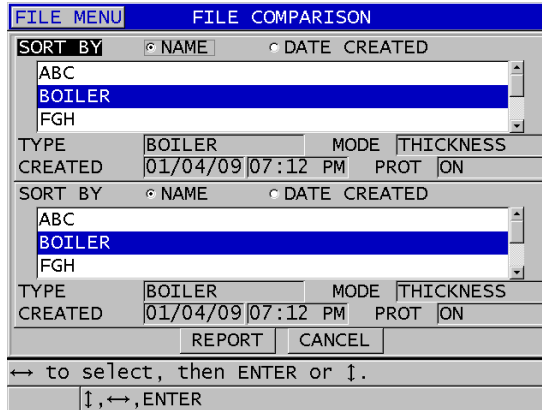 FILE MENU FILE COMPARISON
SORT BY NAME DATE CREATED
ABC
BOILER
FGH
TYPE BOILER MODE THICKNESS
CREATED 01/04/09 07:12 PM PROT ON
SORT BY NAME DATE CREATED
ABC
BOILER
FGH
TYPE BOILER MODE THICKNESS
CREATED 01/04/09 07:12 PM PROT ON
REPORT CANCEL
↔ to select, then ENTER or ↕.
↕,↔,ENTER